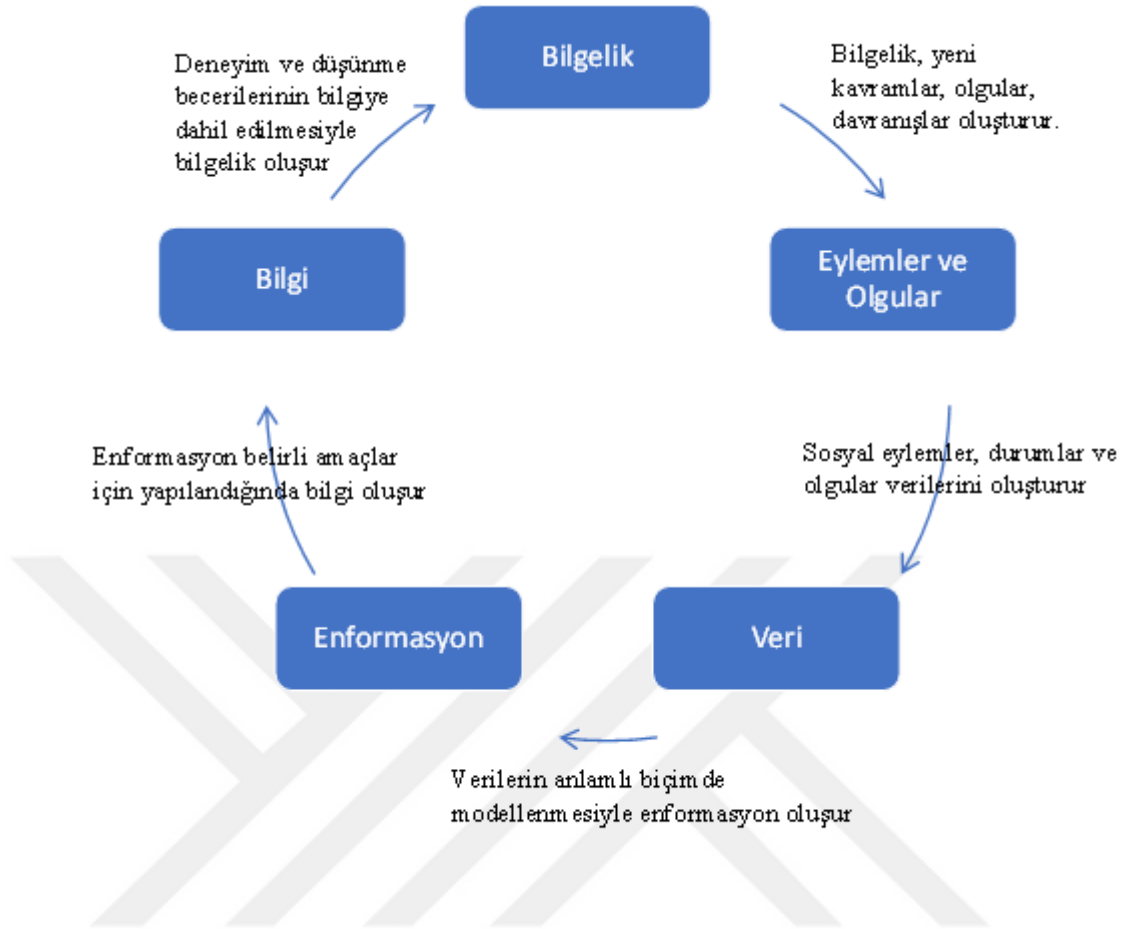 Bilgelik
Bilgelik, yeni
kavramlar, olgular,
davranışlar oluşturur.
Eylemler ve
Olgular
Sosyal eylemler, durumlar ve
olgular verilerini oluşturur
Veri
Verilerin anlamlı biçimde
modellenmesiyle enformasyon oluşur
Enformasyon
Enformasyon belirli amaçlar
için yapılandığında bilgi oluşur
Bilgi
Deneyim ve düşünme
becerilerinin bilgiye
dahil edilmesiyle
bilgelik oluşur